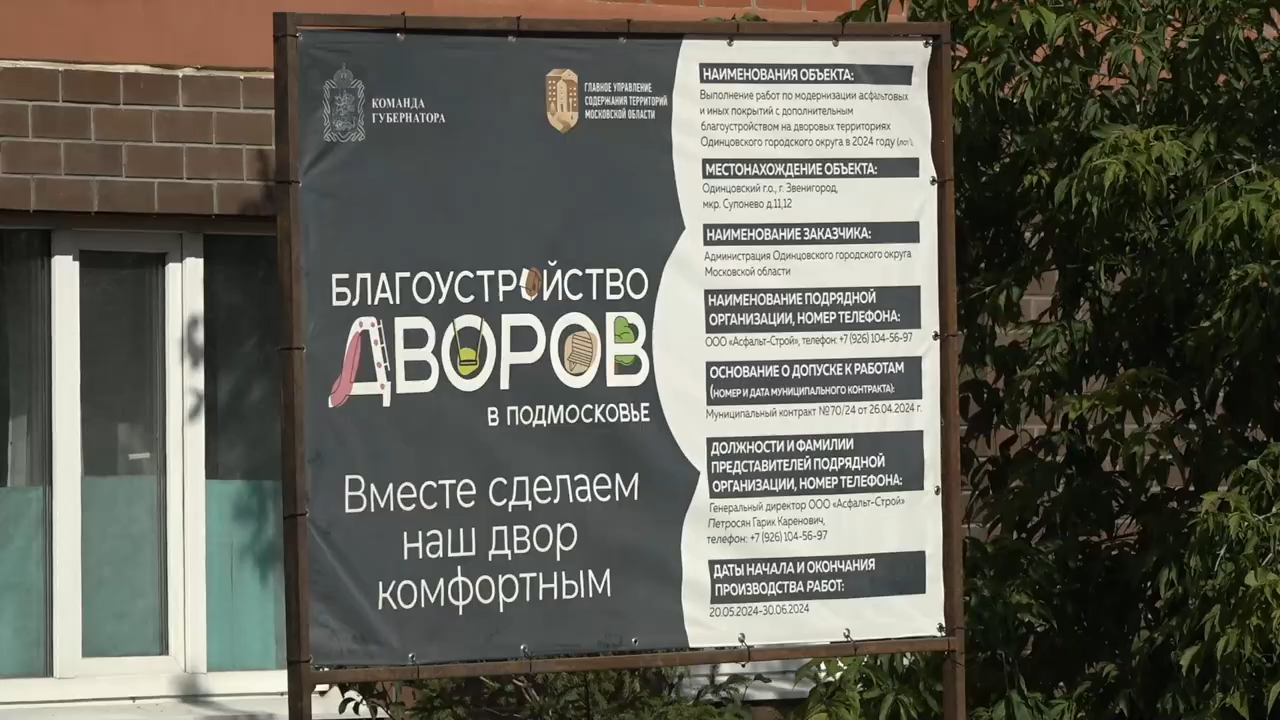 КОМАНДА
ГУБЕРНАТОРА
ГЛАВНОЕ УПРАВЛЕНИЕ
СОДЕРЖАНИЯ ТЕРРИТОРИЙ
МОСКОВСКОЙ ОБЛАСТИ
БЛАГОУСТРОЙСТВО
ДВОРОВ
В ПОДМОСКОВЬЕ
Вместе сделаем
наш двор
комфортным
НАИМЕНОВАНИЯ ОБЪЕКТА:
Выполнение работ по модернизации асфальтовых
и иных покрытий с дополнительным
благоустройством на дворовых территориях
Одинцовского городского округа в 2024 году
МЕСТОНАХОЖДЕНИЕ ОБЪЕКТА:
Одинцовский г.о., г. Звенигород,
мкр. Супонево д.11,12
НАИМЕНОВАНИЕ ЗАКАЗЧИКА:
Администрация Одинцовского городского округа
Московской области
НАИМЕНОВАНИЕ ПОДРЯДНОЙ
ОРГАНИЗАЦИИ, НОМЕР ТЕЛЕФОНА:
ООО «Асфальт-Строй», телефон: +7 (926) 104-56-97
ОСНОВАНИЕ О ДОПУСКЕ К РАБОТАМ
(НОМЕР И ДАТА МУНИЦИПАЛЬНОГО КОНТРАКТА):
Муниципальный контракт №70/24 от 26.04.2024 г.
ДОЛЖНОСТИ И ФАМИЛИИ
ПРЕДСТАВИТЕЛЕЙ ПОДРЯДНОЙ
ОРГАНИЗАЦИИ, НОМЕР ТЕЛЕФОНА:
Генеральный директор ООО «Асфальт-Строй»
Петросян Гарик Каренович,
телефон: +7 (926) 104-56-97
ДАТЫ НАЧАЛА И ОКОНЧАНИЯ
ПРОИЗВОДСТВА РАБОТ:
20.05.2024-30.06.2024